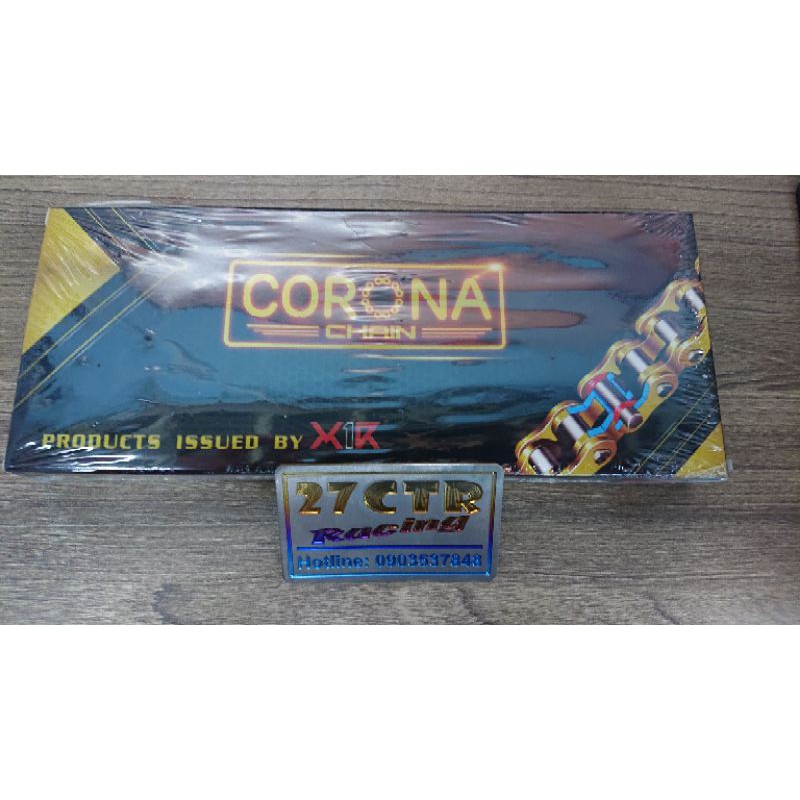 CORONA
CHAIN
PRODUCTS ISSUED BY X1R
27CTR
Racing
Hotline: 0903537848